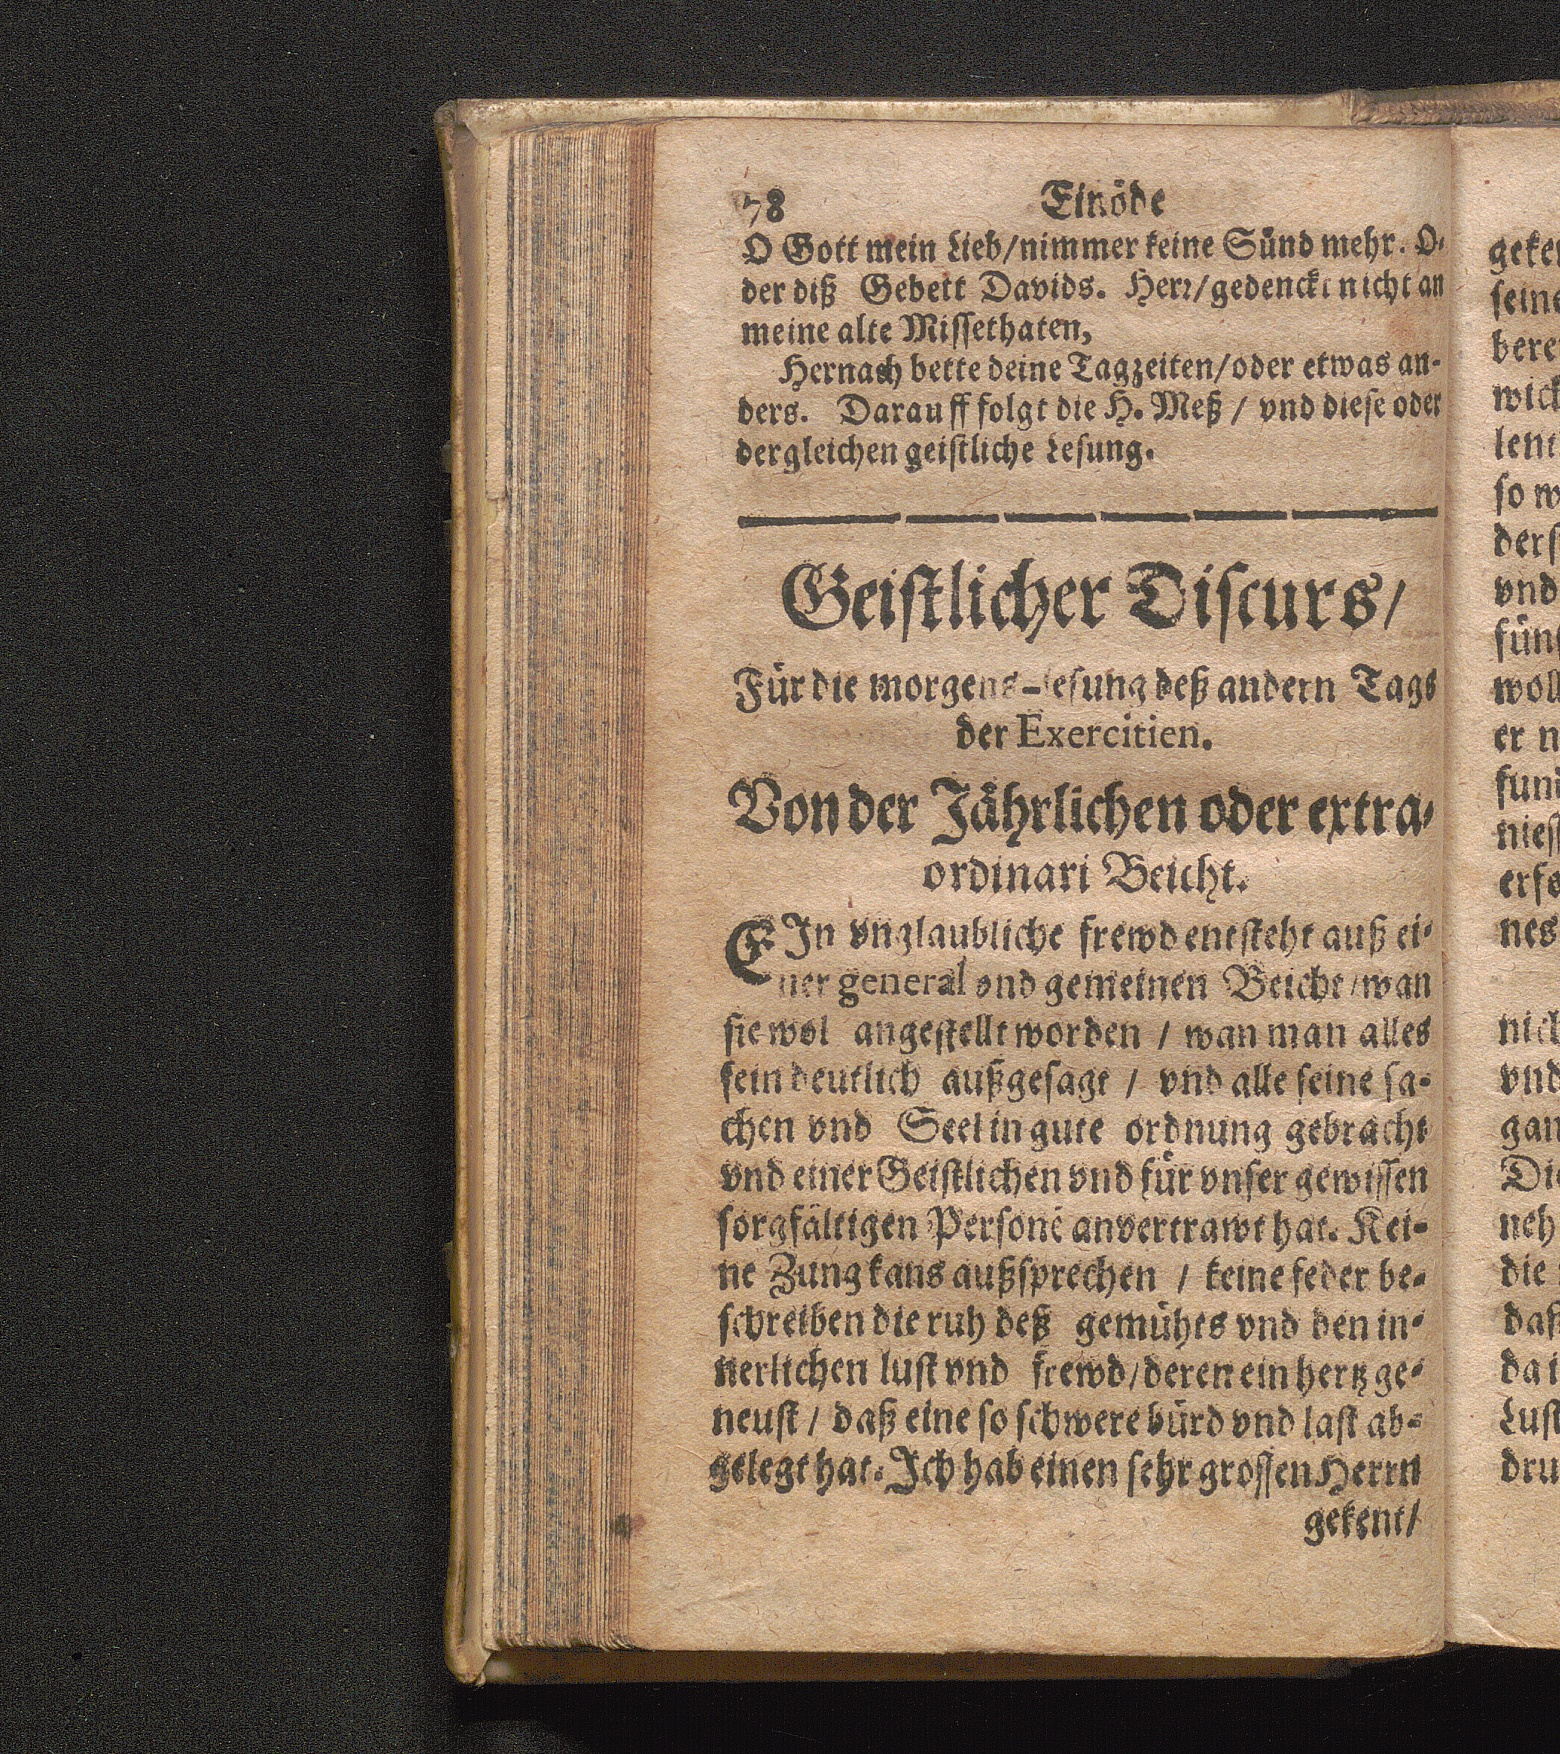 78 Einöde
O Gott mein Lieb/nimmer keine Sünd mehr. O-
der diß Gebett Davids. Herr/gedenckt nicht an
meine alte Missethaten,
Hernach bette deine Tagzeiten/oder etwas an-
ders. Darauff folgt die H. Meß / vnd diese oder
dergleichen geistliche Lesung.
Geistlicher Discurs/
Für die morgens-lesung deß andern Tags
der Exercitien.
Von der Jährlichen oder extra-
ordinari Beicht.
EJn vnglaubliche frewd entsteht auß ei-
ner general vnd gemeinen Beicht/wan
sie wol angestellt worden / wan man alles
fein deutlich außgesagt / vnd alle seine sa-
chen vnd Seel in gute ordnung gebracht
vnd einer Geistlichen vnd für vnser gewissen
sorgfältigen Personé anvertrawt hat. Kei-
ne Zung kans außsprechen / keine feder be-
schreiben die ruh deß gemühts vnd den in-
nerlichen lust vnd frewd/deren ein hertz ge-
neust / daß eine so schwere bürd vnd last ab-
gelegt hat. Jch hab einen sehr grossen Herrn
gekent/